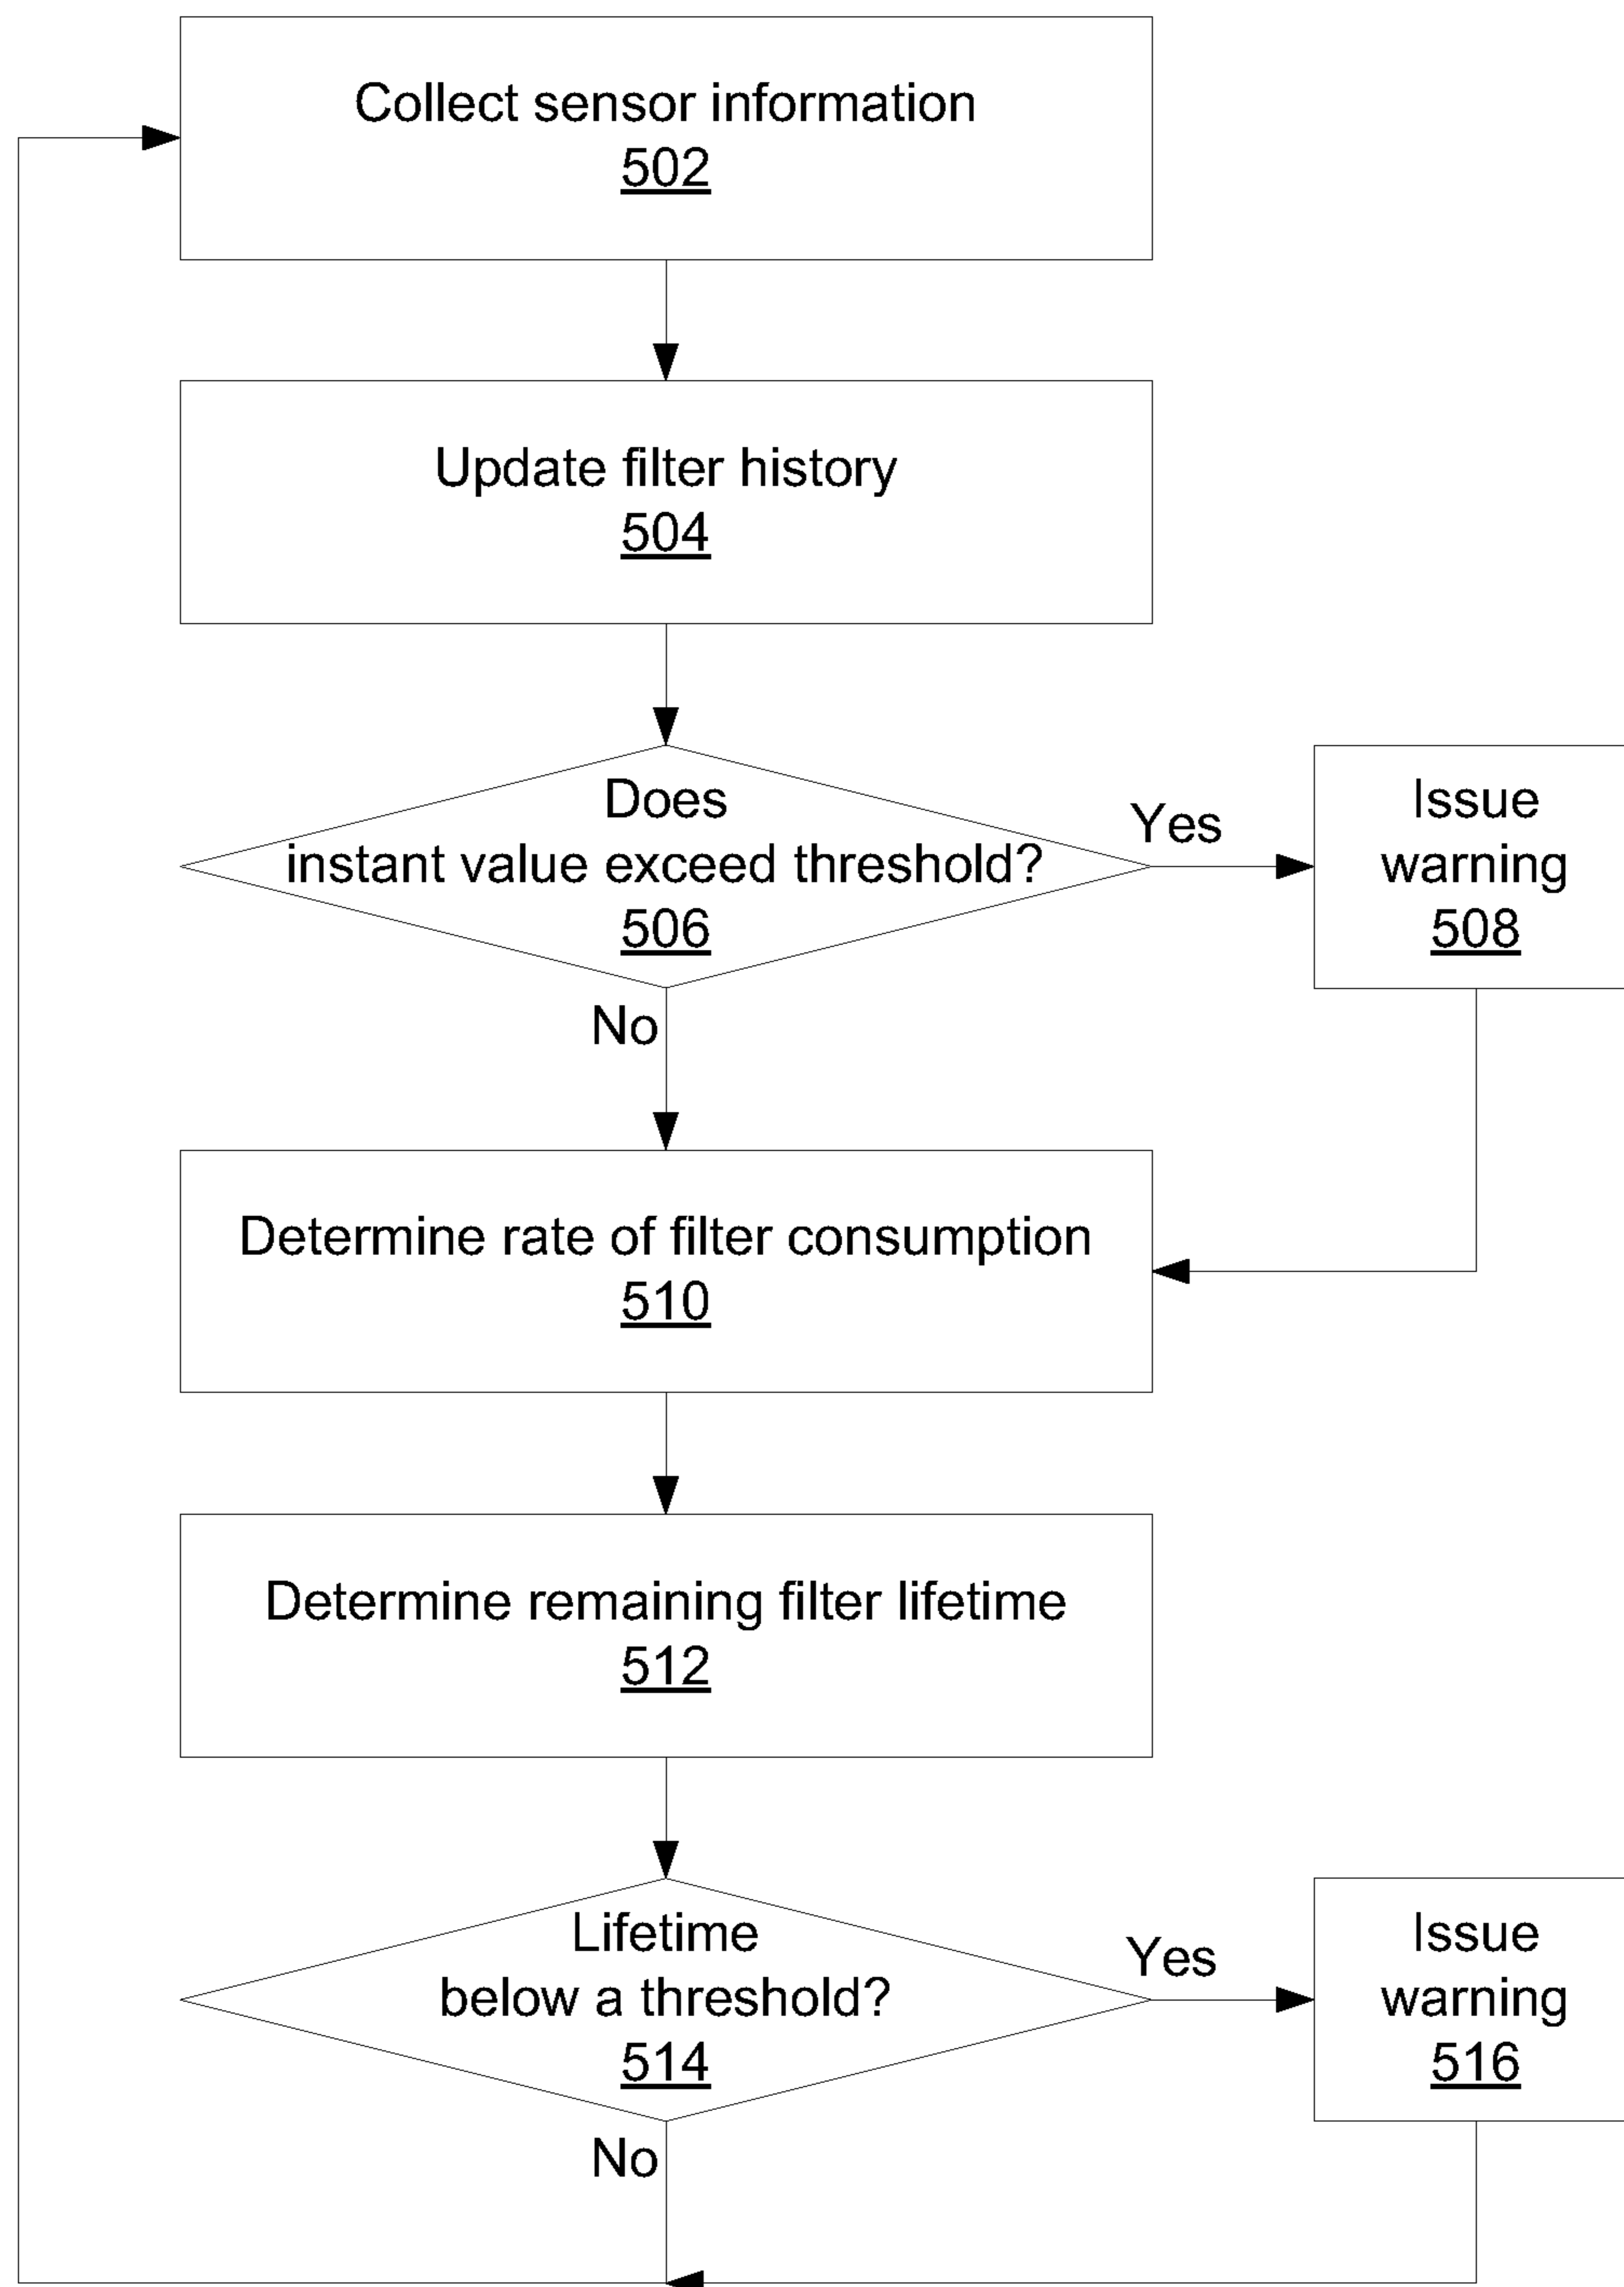 Collect sensor information
502
Update filter history
504
Does
instant value exceed threshold?
506
Yes
Issue
warning
508
No
Determine rate of filter consumption
510
Determine remaining filter lifetime
512
Lifetime
below a threshold?
514
Yes
Issue
warning
516
No